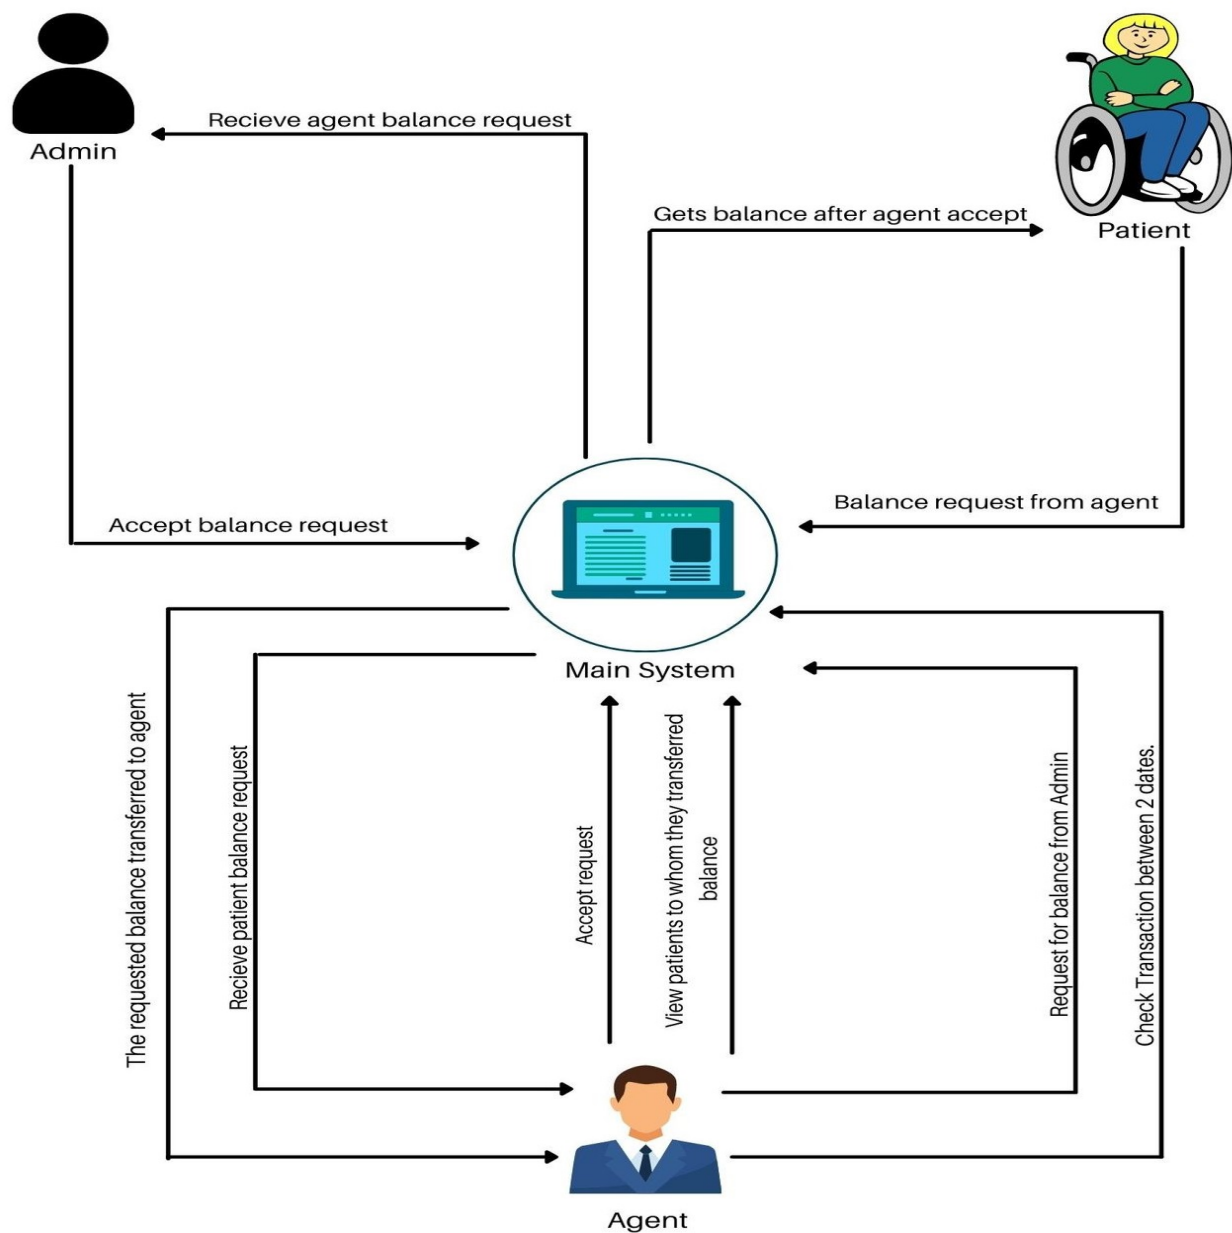 Recieve agent balance request
Admin
Gets balance after agent accept
Patient
Accept balance request
Balance request from agent
Main System
The requested balance transferred to agent
Recieve patient balance request
Accept request
View patients to whom they transferred
balance
Request for balance from Admin
Check Transaction between 2 dates.
Agent